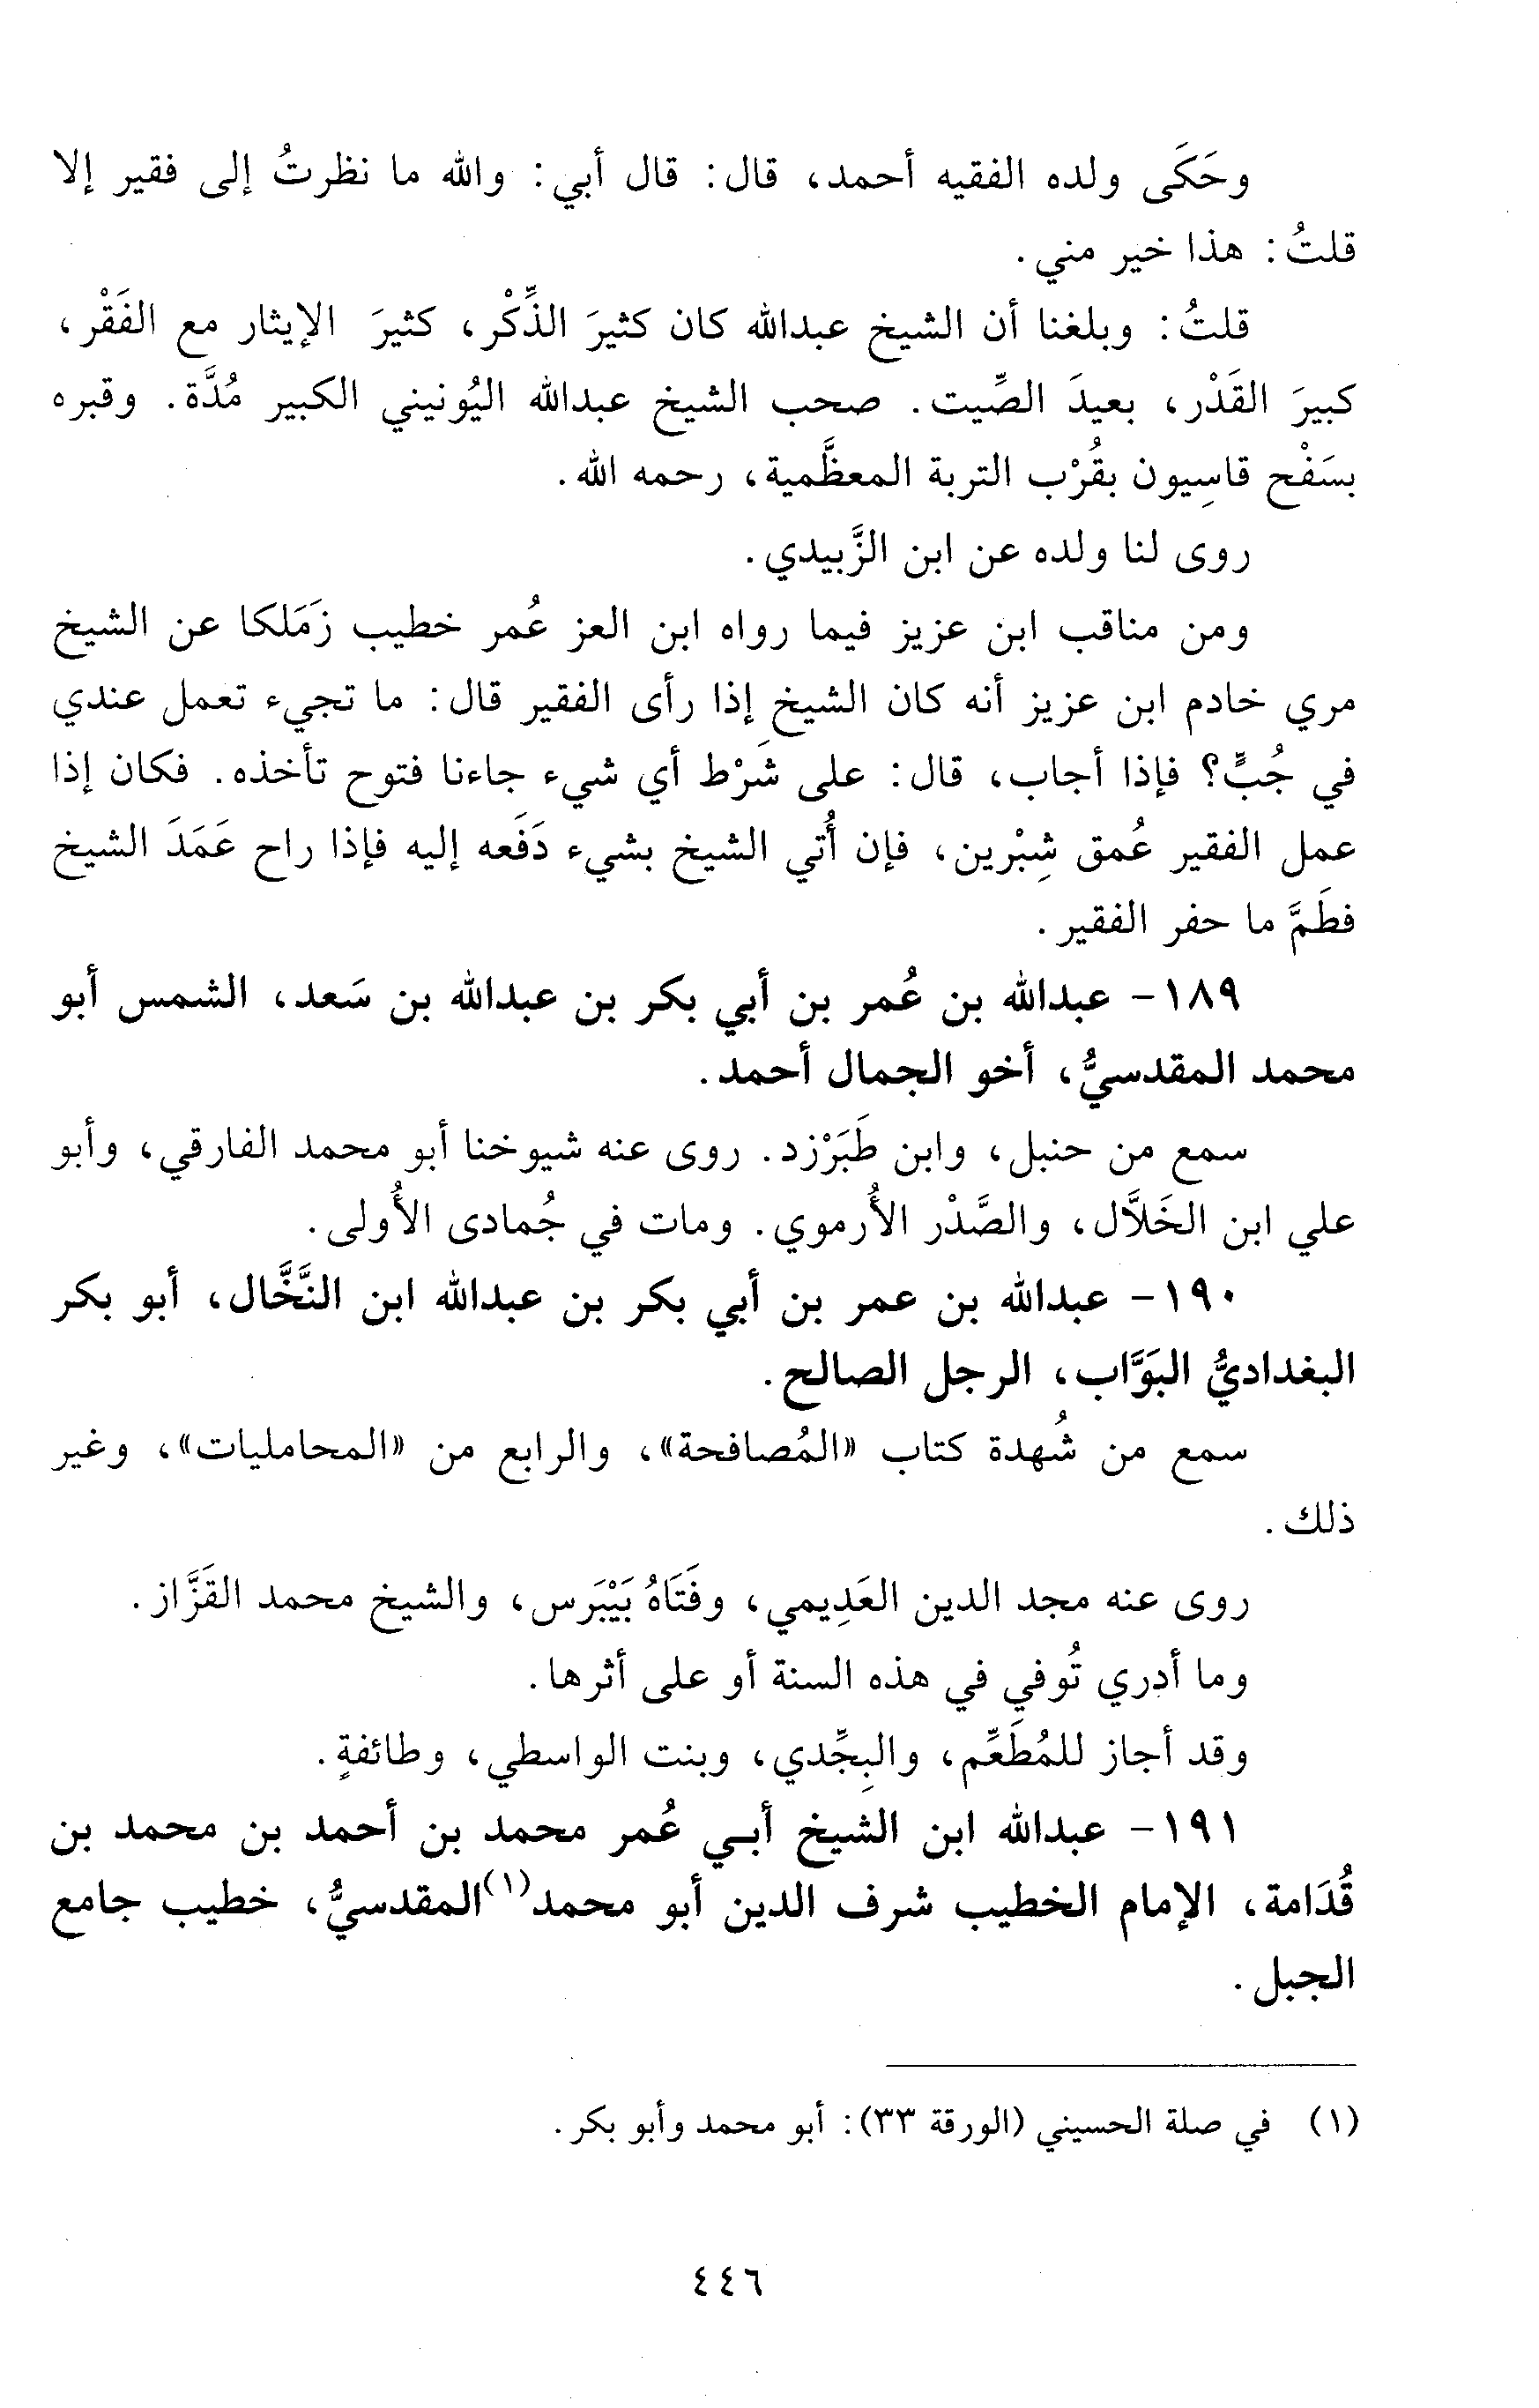 وحَكَى ولده الفقيه أحمد، قال: قال أبي: والله ما نظرتُ إلى فقير إلا
قلتُ: هذا خير مني.
قلتُ: وبلغنا أن الشيخ عبدالله كان كثيرَ الذِّكْر، كثيرَ الإيثار مع الفَقْر،
كبيرَ القَدْر، بعيدَ الصِّيت. صحب الشيخ عبدالله اليُونيني الكبير مُدَّة. وقبره
بسَفْح قاسِيون بقُرْب التربة المعظَّمية، رحمه الله.
روى لنا ولده عن ابن الزَّبيدي.
ومن مناقب ابن عزيز فيما رواه ابن العز عُمر خطيب زَمَلكا عن الشيخ
مري خادم ابن عزيز أنه كان الشيخ إذا رأى الفقير قال: ما تجيء تعمل عندي
في جُبٍّ؟ فإذا أجاب، قال: على شَرْط أي شيء جاءنا فتوح تأخذه. فكان إذا
عمل الفقير عُمق شِبْرين، فإن أُتي الشيخ بشيء دَفَعه إليه فإذا راح عَمَدَ الشيخ
فطَمَّ ما حفر الفقير.
١٨٩- عبدالله بن عُمر بن أبي بكر بن عبدالله بن سَعد، الشمس أبو
محمد المقدسيُّ، أخو الجمال أحمد.
سمع من حنبل، وابن طَبَرْزد. روى عنه شيوخنا أبو محمد الفارقي، وأبو
علي ابن الخَلاَّل، والصَّدْر الأُرموي. ومات في جُمادى الأُولى.
١٩٠- عبدالله بن عمر بن أبي بكر بن عبدالله ابن النَّخَّال، أبو بكر
البغداديُّ البَوَّاب، الرجل الصالح.
سمع من شُهدة كتاب «المُصافحة»، والرابع من «المحامليات»، وغير
ذلك.
روى عنه مجد الدين العَدِيمي، وفَتَاهُ بَيْبَرس، والشيخ محمد القَزَّاز.
وما أدري تُوفي في هذه السنة أو على أثرها.
وقد أجاز للمُطَعِّم، والبِجَّدي، وبنت الواسطي، وطائفةٍ.
١٩١- عبدالله ابن الشيخ أبي عُمر محمد بن أحمد بن محمد بن
قُدَامة، الإمام الخطيب شرف الدين أبو محمد(١) المقدسيُّ، خطيب جامع
الجبل.
(١) في صلة الحسيني (الورقة ٣٣): أبو محمد وأبو بكر.
٤٤٦